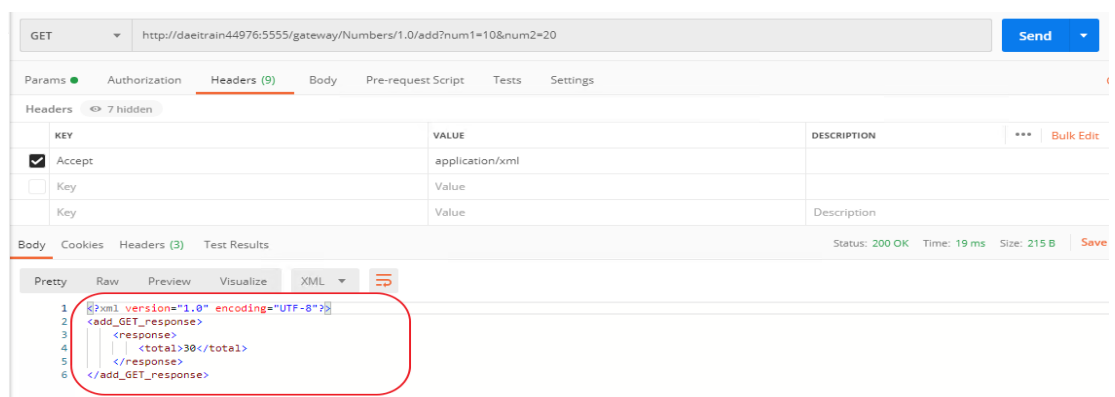 GET http://daeitrain44976:5555/gateway/Numbers/1.0/add?num1=10&num2=20 Send
Params Authorization Headers (9) Body Pre-request Script Tests Settings
Headers 7 hidden
KEY VALUE DESCRIPTION ••• Bulk Edit
Accept application/xml
Key Value
Key Value Description
Body Cookies Headers (3) Test Results Status: 200 OK Time: 19 ms Size: 215 B Save
Pretty Raw Preview Visualize XML
1 <?xml version="1.0" encoding="UTF-8"?>
2 <add_GET_response>
3 <response>
4 <total>30</total>
5 </response>
6 </add_GET_response>